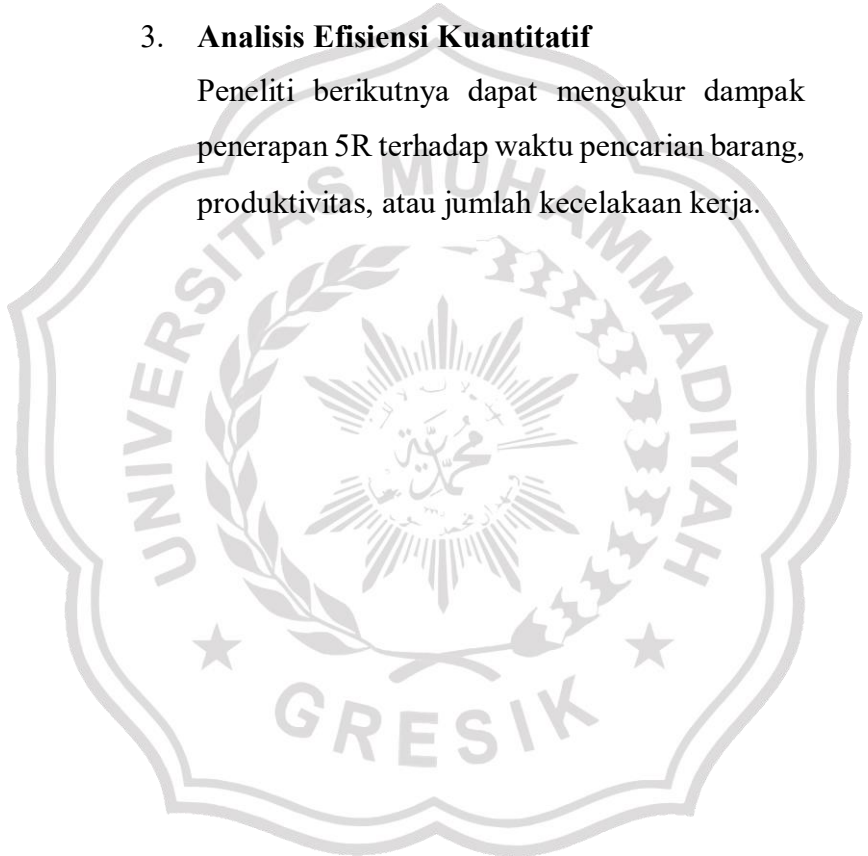 3. Analisis Efisiensi Kuantitatif
Peneliti berikutnya dapat mengukur dampak
penerapan 5R terhadap waktu pencarian barang,
produktivitas, atau jumlah kecelakaan kerja.
UNIVERSITAS MUHAMMADIYAH
GRESIK